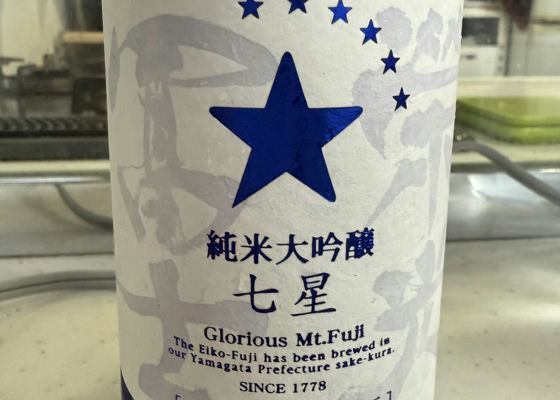 純米大吟醸
七星
Glorious Mt.Fuji
The Eiko-Fuji has been brewed in
our Yamagata Prefecture sake-kura.
SINCE 1778